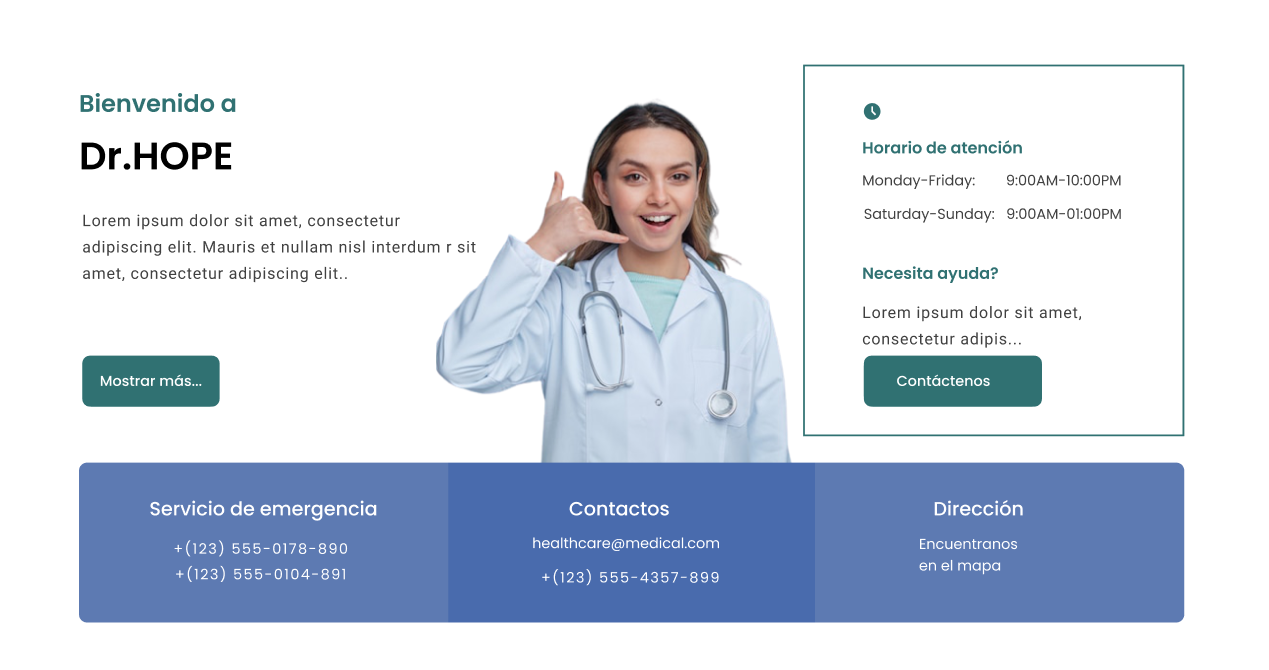 Bienvenido a
Dr.HOPE
Lorem ipsum dolor sit amet, consectetur
adipiscing elit. Mauris et nullam nisl interdum r sit
amet, consectetur adipiscing elit..
Mostrar más...
Horario de atención
Monday-Friday: 9:00AM-10:00PM
Saturday-Sunday: 9:00AM-01:00PM
Necesita ayuda?
Lorem ipsum dolor sit amet,
consectetur adipis...
Contáctenos
Servicio de emergencia
+(123) 555-0178-890
+(123) 555-0104-891
Contactos
healthcare@medical.com
+(123) 555-4357-899
Dirección
Encuentranos
en el mapa